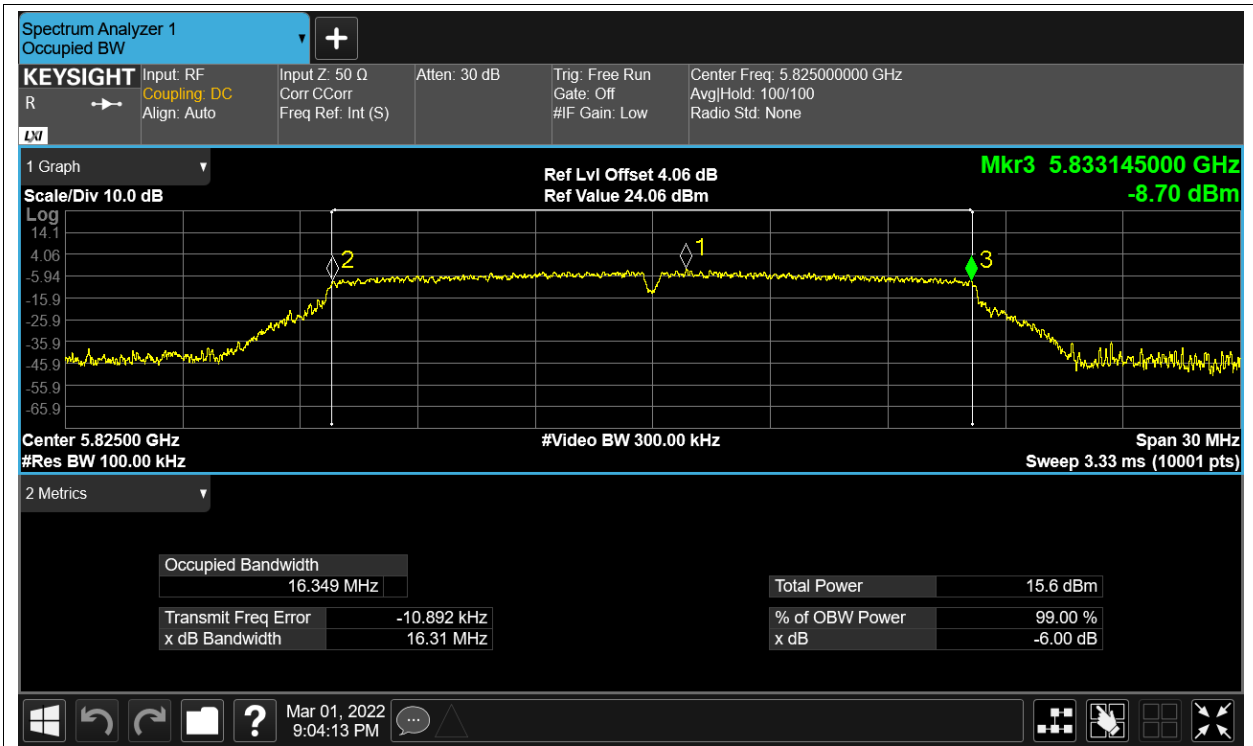 Spectrum Analyzer 1
Occupied BW
KEYSIGHT
R
LXI
Input: RF
Coupling: DC
Align: Auto
Input Z: 50 Ω
Corr CCorr
Freq Ref: Int (S)
Atten: 30 dB
Trig: Free Run
Gate: Off
#IF Gain: Low
Center Freq: 5.825000000 GHz
Avg|Hold: 100/100
Radio Std: None
1 Graph
Scale/Div 10.0 dB
Ref Lvl Offset 4.06 dB
Ref Value 24.06 dBm
Mkr3 5.833145000 GHz
-8.70 dBm
Log
14.1
4.06
-5.94
-15.9
-25.9
-35.9
-45.9
-55.9
-65.9
2
1
3
Center 5.82500 GHz
#Video BW 300.00 kHz
Span 30 MHz
#Res BW 100.00 kHz
Sweep 3.33 ms (10001 pts)
2 Metrics
Occupied Bandwidth
16.349 MHz
Total Power 15.6 dBm
Transmit Freq Error -10.892 kHz
% of OBW Power 99.00 %
x dB Bandwidth 16.31 MHz
x dB -6.00 dB
?
Mar 01, 2022
9:04:13 PM